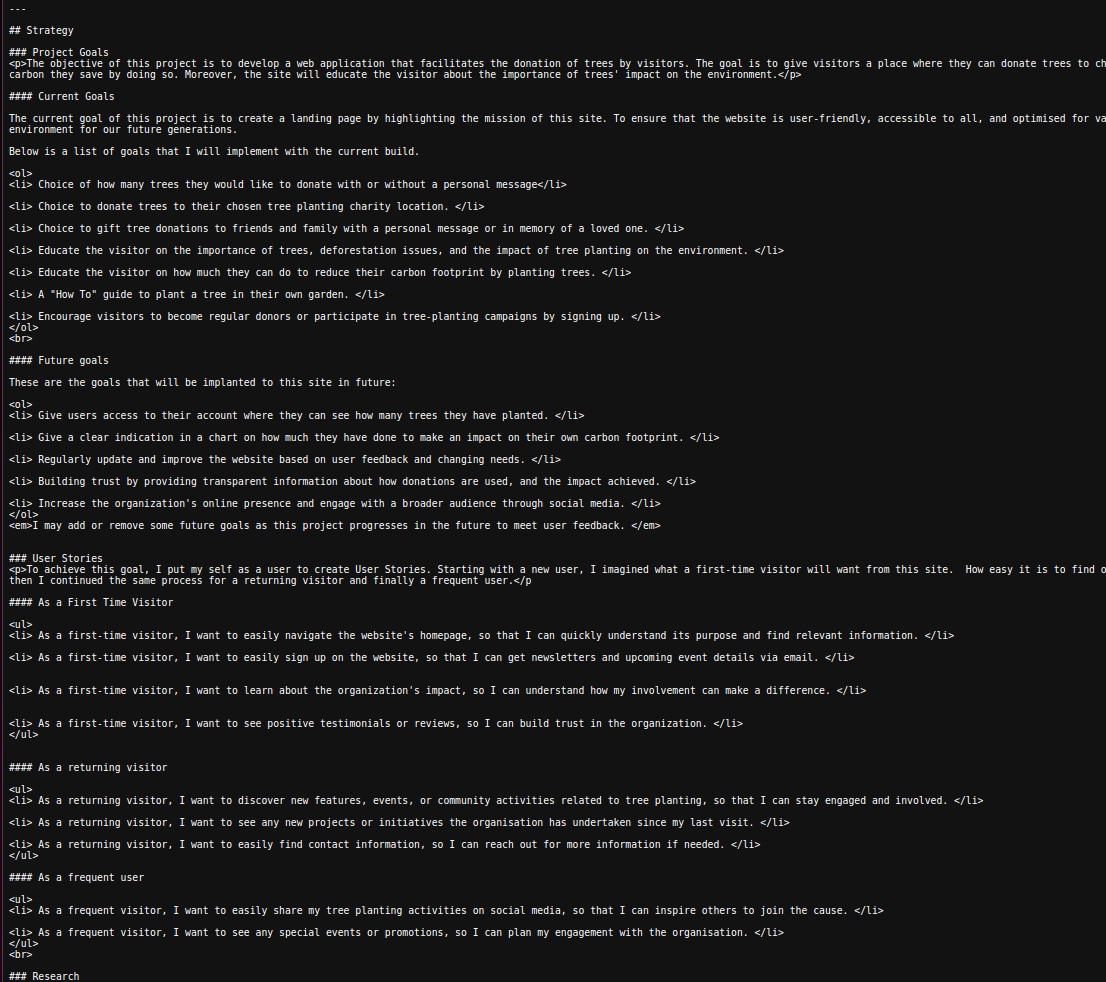 ---
## Strategy
### Project Goals
<p>The objective of this project is to develop a web application that facilitates the donation of trees by visitors. The goal is to give visitors a place where they can donate trees to ch
carbon they save by doing so. Moreover, the site will educate the visitor about the importance of trees' impact on the environment.</p>
#### Current Goals
The current goal of this project is to create a landing page by highlighting the mission of this site. To ensure that the website is user-friendly, accessible to all, and optimised for va
environment for our future generations.
Below is a list of goals that I will implement with the current build.
<ol>
<li> Choice of how many trees they would like to donate with or without a personal message</li>
<li> Choice to donate trees to their chosen tree planting charity location. </li>
<li> Choice to gift tree donations to friends and family with a personal message or in memory of a loved one. </li>
<li> Educate the visitor on the importance of trees, deforestation issues, and the impact of tree planting on the environment. </li>
<li> Educate the visitor on how much they can do to reduce their carbon footprint by planting trees. </li>
<li> A "How To" guide to plant a tree in their own garden. </li>
<li> Encourage visitors to become regular donors or participate in tree-planting campaigns by signing up. </li>
</ol>
<br>
#### Future goals
These are the goals that will be implanted to this site in future:
<ol>
<li> Give users access to their account where they can see how many trees they have planted. </li>
<li> Give a clear indication in a chart on how much they have done to make an impact on their own carbon footprint. </li>
<li> Regularly update and improve the website based on user feedback and changing needs. </li>
<li> Building trust by providing transparent information about how donations are used, and the impact achieved. </li>
<li> Increase the organization's online presence and engage with a broader audience through social media. </li>
</ol>
<em>I may add or remove some future goals as this project progresses in the future to meet user feedback. </em>
### User Stories
<p>To achieve this goal, I put my self as a user to create User Stories. Starting with a new user, I imagined what a first-time visitor will want from this site.  How easy it is to find o
then I continued the same process for a returning visitor and finally a frequent user.</p
#### As a First Time Visitor
<ul>
<li> As a first-time visitor, I want to easily navigate the website's homepage, so that I can quickly understand its purpose and find relevant information. </li>
<li> As a first-time visitor, I want to easily sign up on the website, so that I can get newsletters and upcoming event details via email. </li>
<li> As a first-time visitor, I want to learn about the organization's impact, so I can understand how my involvement can make a difference. </li>
<li> As a first-time visitor, I want to see positive testimonials or reviews, so I can build trust in the organization. </li>
</ul>
#### As a returning visitor
<ul>
<li> As a returning visitor, I want to discover new features, events, or community activities related to tree planting, so that I can stay engaged and involved. </li>
<li> As a returning visitor, I want to see any new projects or initiatives the organisation has undertaken since my last visit. </li>
<li> As a returning visitor, I want to easily find contact information, so I can reach out for more information if needed. </li>
</ul>
#### As a frequent user
<ul>
<li> As a frequent visitor, I want to easily share my tree planting activities on social media, so that I can inspire others to join the cause. </li>
<li> As a frequent visitor, I want to see any special events or promotions, so I can plan my engagement with the organisation. </li>
</ul>
<br>
### Research